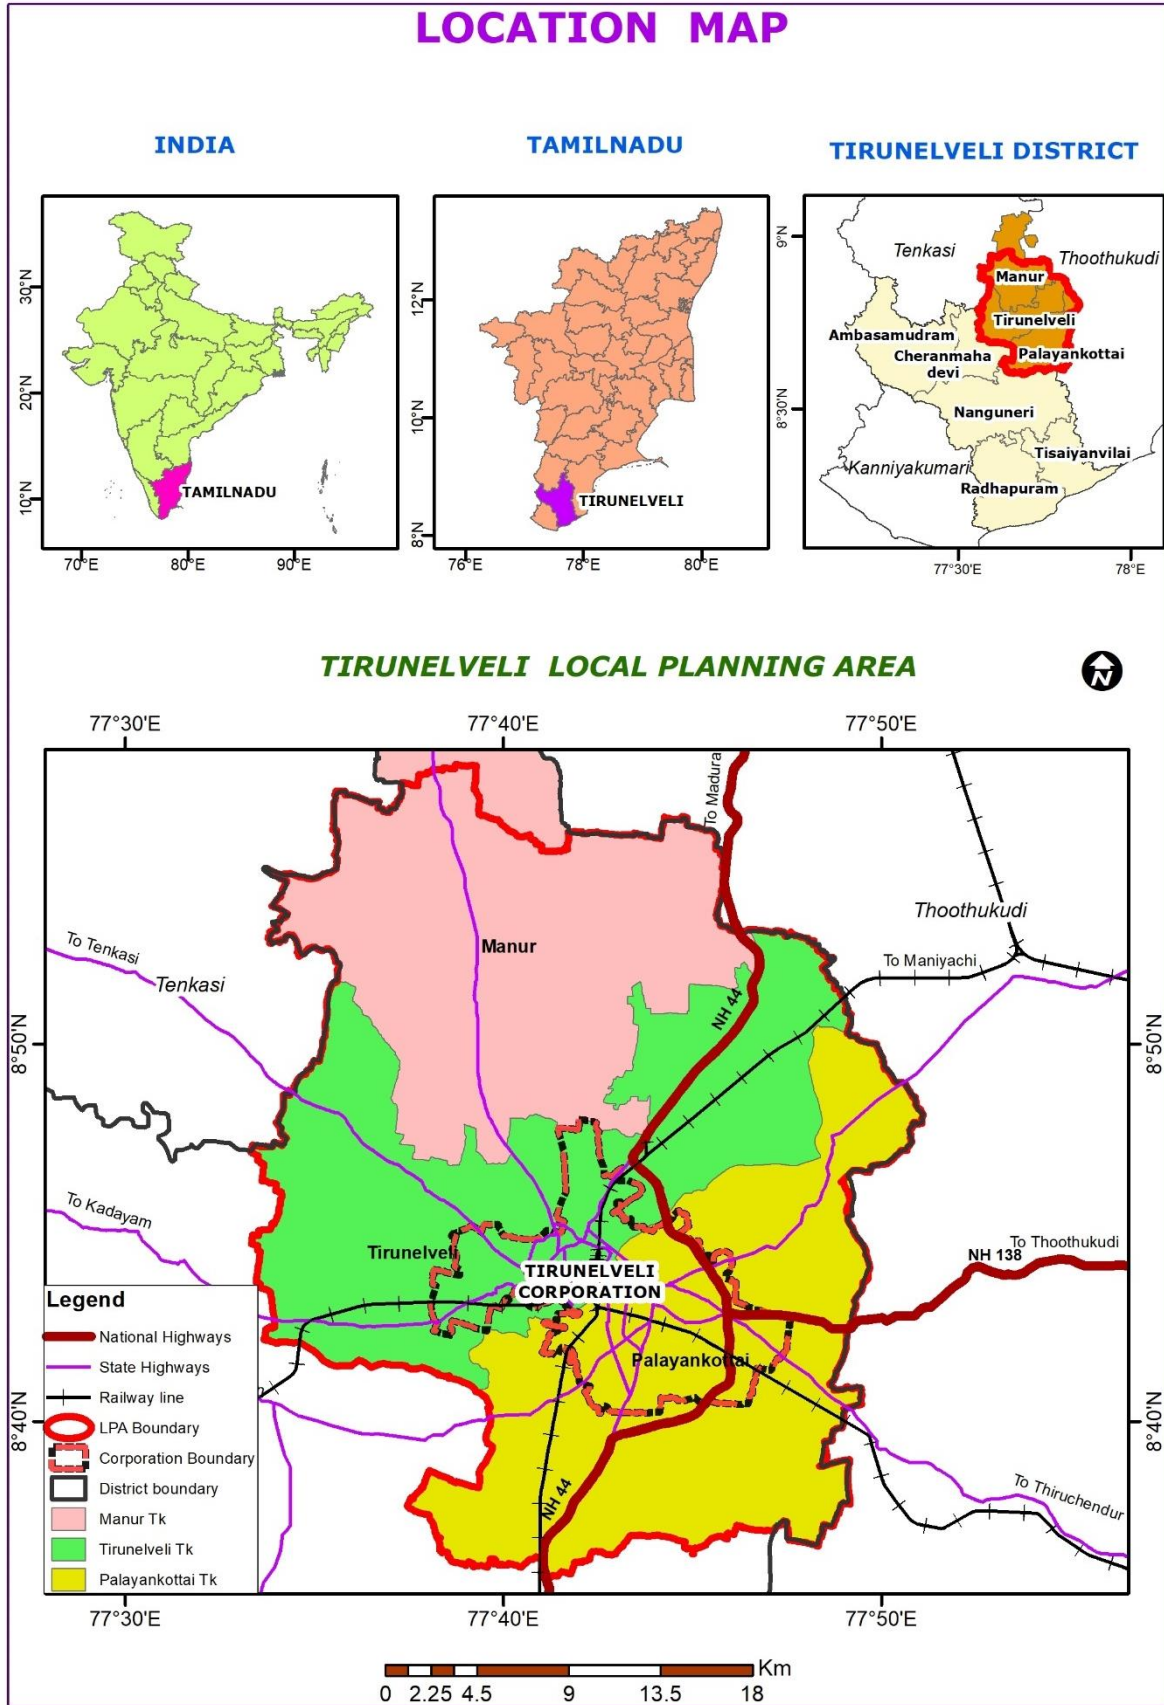 LOCATION MAP
INDIA
TAMILNADU
TIRUNELVELI DISTRICT
30°N
20°N
10°N
70°E
80°E
90°E
TAMILNADU
12°N
10°N
8°N
76°E
78°E
80°E
TIRUNELVELI
9°N
8°30'N
77°30'E
78°E
Tenkasi
Thoothukudi
Manur
Tirunelveli
Ambasamudram
Palayankottai
Cheranmaha
devi
Nanguneri
Tisaiyanvilai
Kanniyakumari
Radhapuram
TIRUNELVELI LOCAL PLANNING AREA
N
77°30'E
77°40'E
77°50'E
8°50'N
8°40'N
8°50'N
8°40'N
To Madura
Thoothukudi
To Maniyachi
Manur
To Tenkasi
Tenkasi
NH 44
To Kadayam
Tirunelveli
TIRUNELVELI
CORPORATION
To Thoothukudi
NH 138
Palayankottai
NH 44
To Thiruchendur
Legend
National Highways
State Highways
Railway line
LPA Boundary
Corporation Boundary
District boundary
Manur Tk
Tirunelveli Tk
Palayankottai Tk
77°30'E
77°40'E
77°50'E
Km
0 2.25 4.5 9 13.5 18